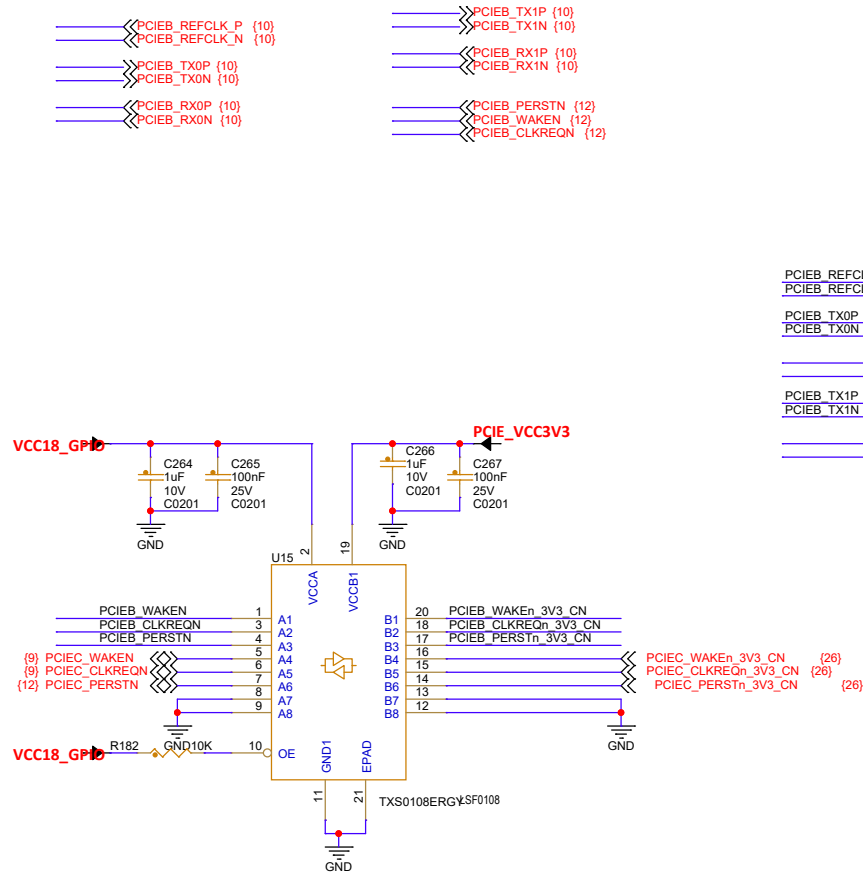 PCIEB_REFCLK_P {10}
PCIEB_REFCLK_N {10}
PCIEB_TX0P {10}
PCIEB_TX0N {10}
PCIEB_RX0P {10}
PCIEB_RX0N {10}
PCIEB_TX1P {10}
PCIEB_TX1N {10}
PCIEB_RX1P {10}
PCIEB_RX1N {10}
PCIEB_PERSTN {12}
PCIEB_WAKEN {12}
PCIEB_CLKREQN {12}
PCIEB_REFCL
PCIEB_REFCL
PCIEB_TX0P
PCIEB_TX0N
PCIEB_TX1P
PCIEB_TX1N
VCC18_GPIO
C264
1uF
10V
C0201
C265
100nF
25V
C0201
GND
PCIE_VCC3V3
C266
1uF
10V
C0201
C267
100nF
25V
C0201
GND
U15
2
19
VCCA
VCCB1
PCIEB_WAKEN 1 A1
PCIEB_CLKREQN 3 A2
PCIEB_PERSTN 4 A3
{9} PCIEC_WAKEN 5 A4
{9} PCIEC_CLKREQN 6 A5
{12} PCIEC_PERSTN 7 A6
8 A7
9 A8
GND
B1 20 PCIEB_WAKEn_3V3_CN
B2 18 PCIEB_CLKREQn_3V3_CN
B3 17 PCIEB_PERSTn_3V3_CN
B4 16 PCIEC_WAKEn_3V3_CN {26}
B5 15 PCIEC_CLKREQn_3V3_CN {26}
B6 14 PCIEC_PERSTn_3V3_CN {26}
B7 13
B8 12
GND
VCC18_GPIO R182 10K 10 OE
GND1
EPAD
11
21
TXS0108ERGY LSF0108
GND